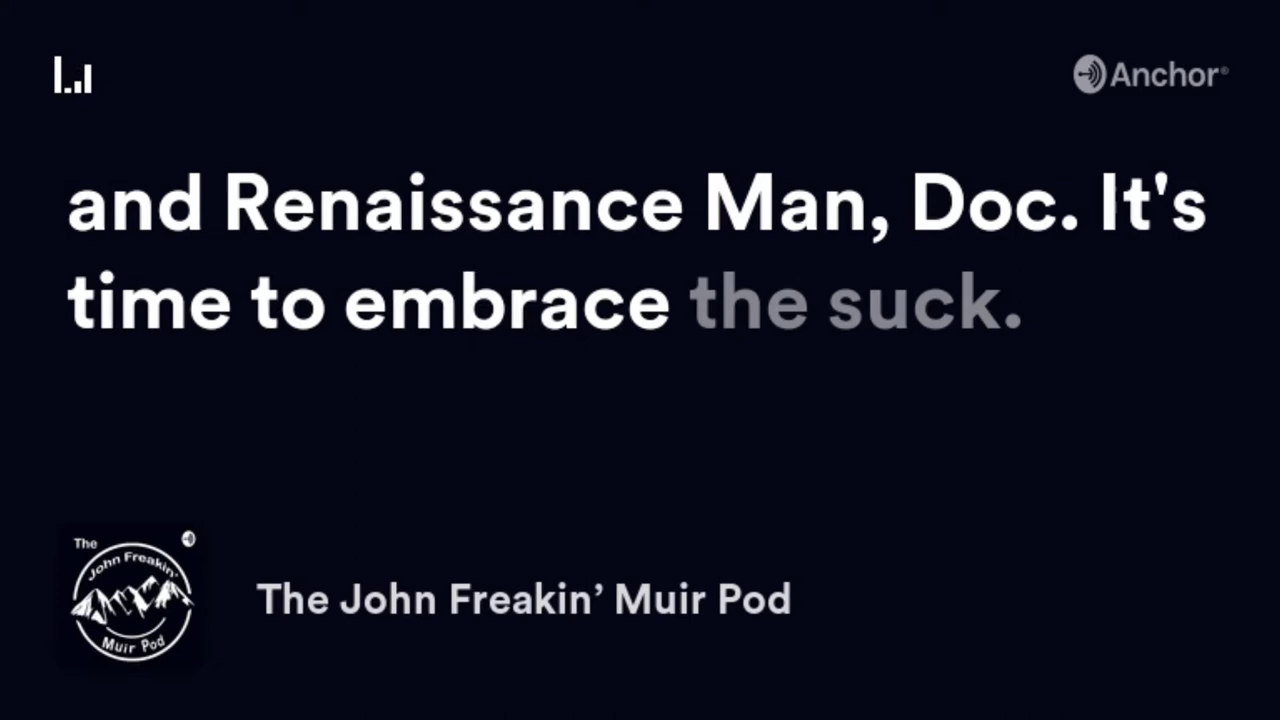 Anchor®
and Renaissance Man, Doc. It's
time to embrace the suck.
The
John Freakin'
Muir Pod
The John Freakin’ Muir Pod